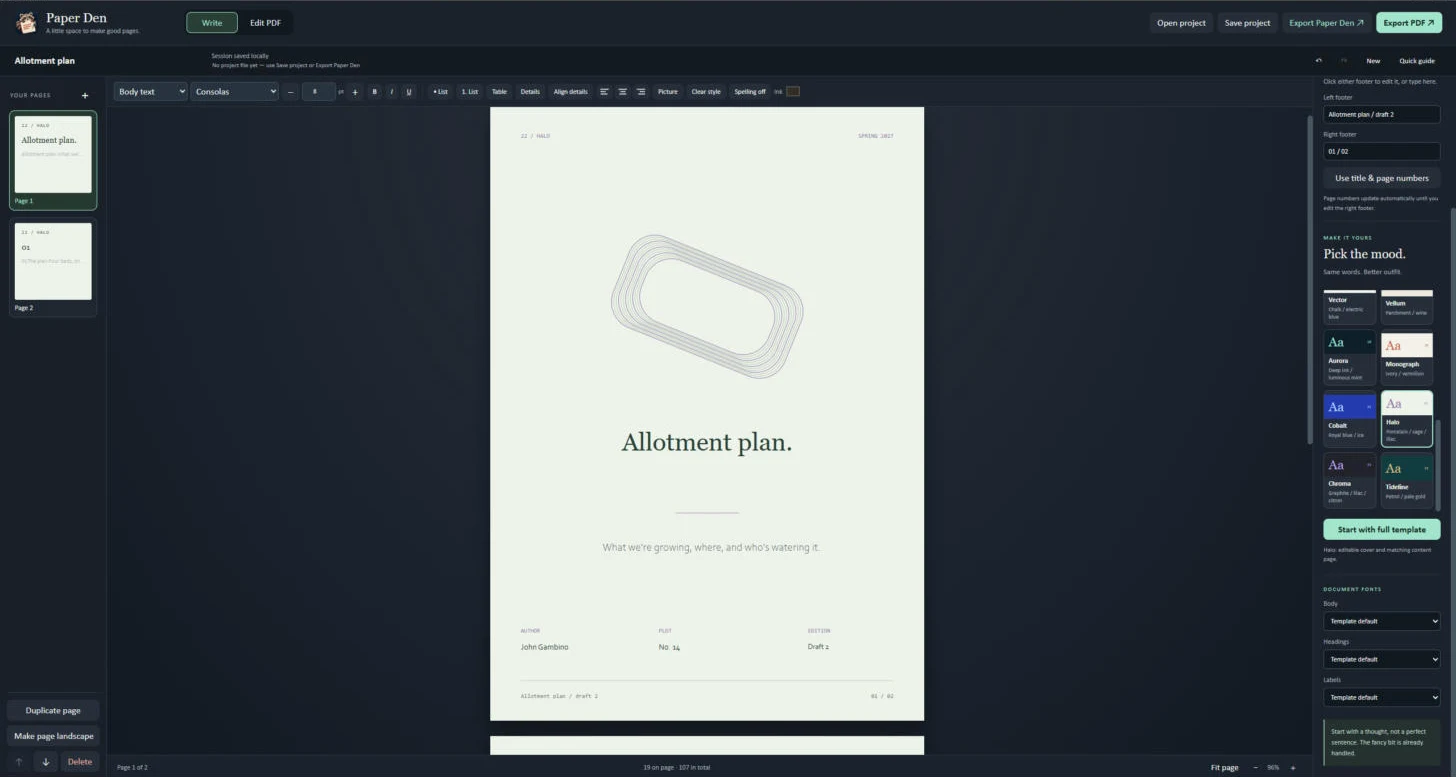 Paper Den
A little space to make good pages.
Write
Edit PDF
Open project
Save project
Export Paper Den ↗
Export PDF ↗
Allotment plan
Session saved locally
No project file yet — use Save project or Export Paper Den
New
Quick guide
YOUR PAGES
+
22 / HALO
Allotment plan.
Page 1
22 / HALO
01
Page 2
Duplicate page
Make page landscape
↑
↓
Delete
Body text
Consolas
−
8
pt
+
B
I
U
• List
1. List
Table
Details
Align details
Picture
Clear style
Spelling off
Ink
22 / HALO
SPRING 2027
Allotment plan.
What we're growing, where, and who's watering it.
AUTHOR
PLOT
EDITION
John Gambino
No. 14
Draft 2
Allotment plan / draft 2
01 / 02
Page 1 of 2
19 on page · 107 in total
Fit page
−
96%
+
Click either footer to edit it, or type here.
Left footer
Allotment plan / draft 2
Right footer
01 / 02
Use title & page numbers
Page numbers update automatically until you
edit the right footer.
MAKE IT YOURS
Pick the mood.
Same words. Better outfit.
Vector
Chalk / electric
blue
Vellum
Parchment / wine
Aa
Aurora
Deep ink /
luminous mint
Aa
Monograph
Ivory / vermilion
Aa
Cobalt
Royal blue / ice
Aa
Halo
Porcelain / sage /
lilac
Aa
Chroma
Graphite / lilac /
citron
Aa
Tideline
Petrol / pale gold
Start with full template
Halo: editable cover and matching content
page.
DOCUMENT FONTS
Body
Template default
Headings
Template default
Labels
Template default
Start with a thought, not a perfect
sentence. The fancy bit is already
handled.